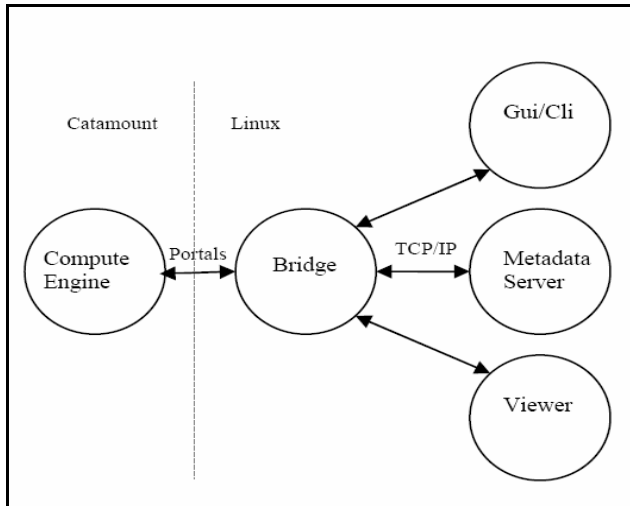 Catamount
Linux
Gui/Cli
Compute
Engine
Portals
Bridge
TCP/IP
Metadata
Server
Viewer